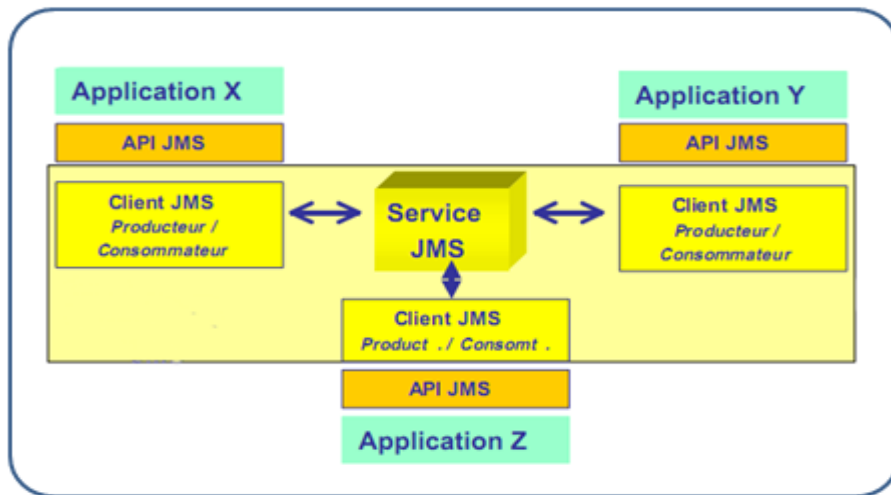 Application X
API JMS
Client JMS
Producteur /
Consommateur
Service
JMS
Application Y
API JMS
Client JMS
Producteur /
Consommateur
Client JMS
Product . / Consomt .
API JMS
Application Z